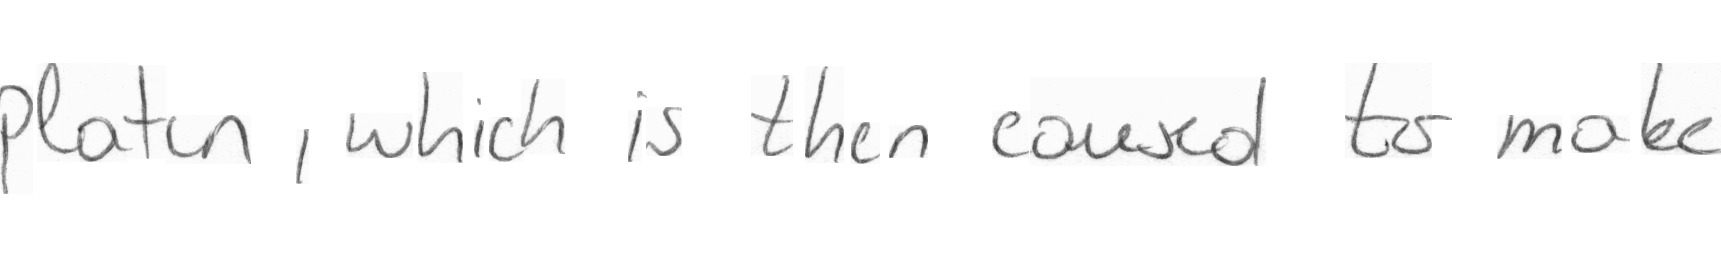 platen, which is then caused to make